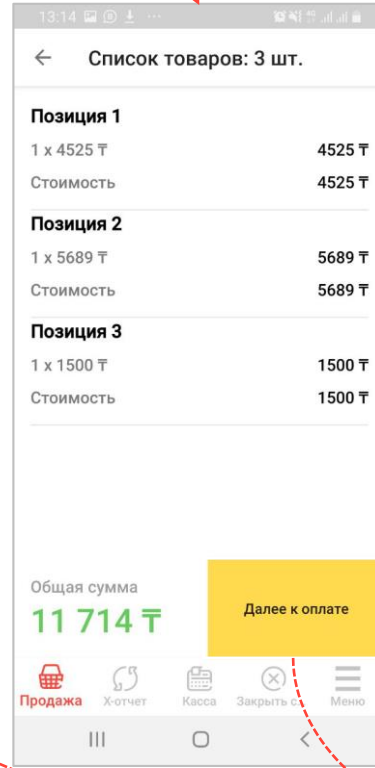 13:14
Список товаров: 3 шт.
Позиция 1
1 x 4525 ₸ 4525 ₸
Стоимость 4525 ₸
Позиция 2
1 x 5689 ₸ 5689 ₸
Стоимость 5689 ₸
Позиция 3
1 x 1500 ₸ 1500 ₸
Стоимость 1500 ₸
Общая сумма
11 714 ₸
Далее к оплате
Продажа Х-отчет Касса Закрыть с. Меню